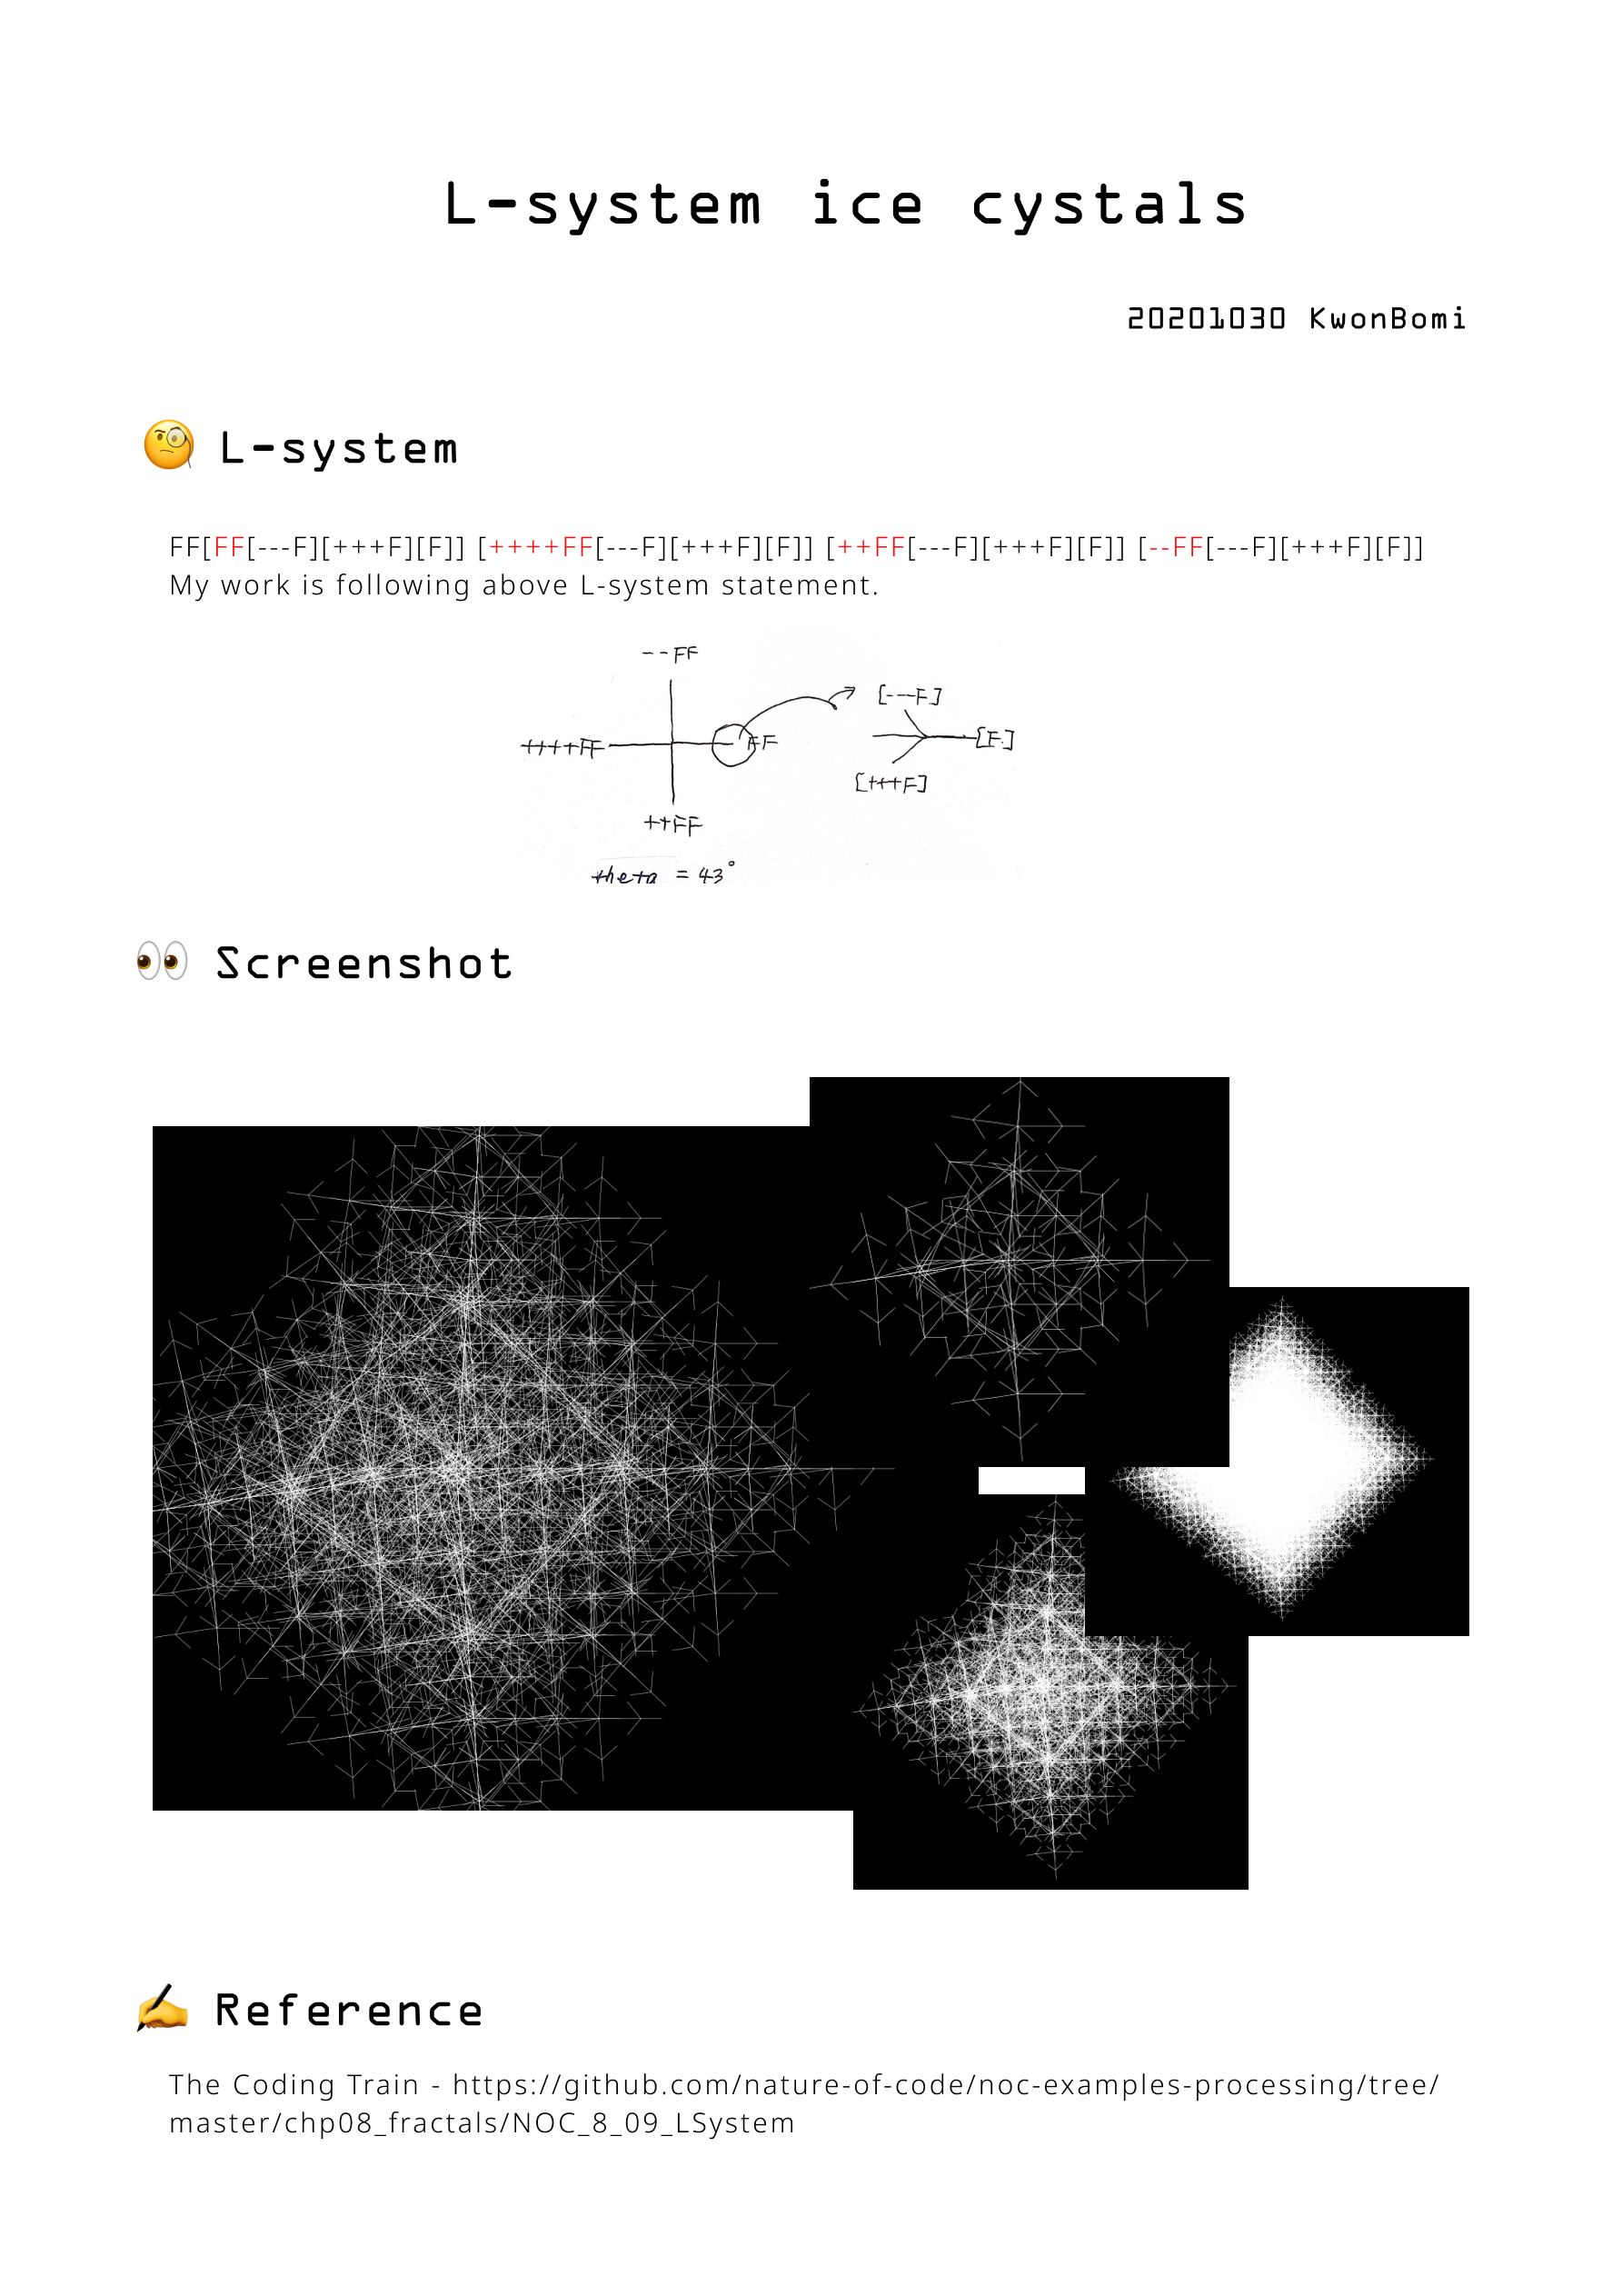 L-system ice cystals
20201030 KwonBomi
L-system
FF[FF[---F][+++F][F]] [++++FF[---F][+++F][F]] [++FF[---F][+++F][F]] [--FF[---F][+++F][F]]
My work is following above L-system statement.
--FF
[---F]
++++FF
FF
[F]
[+++F]
++FF
theta = 43°
Screenshot
Reference
The Coding Train - https://github.com/nature-of-code/noc-examples-processing/tree/
master/chp08_fractals/NOC_8_09_LSystem